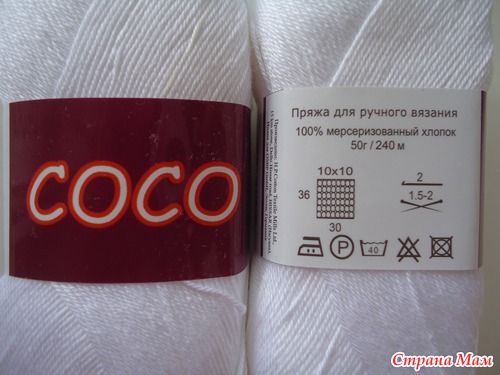 COCO
Пряжа для ручного вязания
100% мерсеризованный хлопок
50г / 240 м
10x10
2
36
1.5-2
30
P
40
Страна Мам